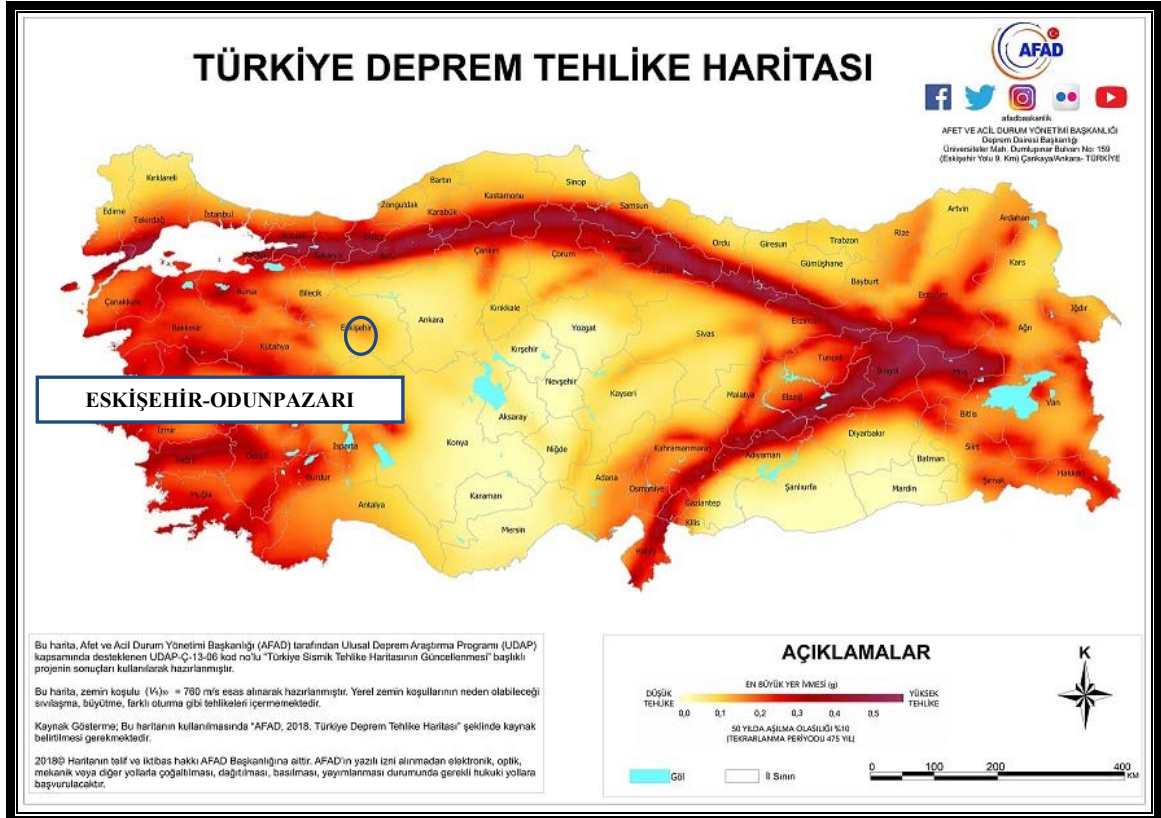 TÜRKİYE DEPREM TEHLİKE HARİTASI
AFAD
afadbaskanlik
AFET VE ACİL DURUM YÖNETİMİ BAŞKANLIĞI
Deprem Dairesi Başkanlığı
Üniversiteler Mah. Dumlupınar Bulvarı No: 159
(Eskişehir Yolu 9. Km) Çankaya/Ankara- TÜRKİYE
Kırklareli
Edirne
Tekirdağ
İstanbul
Bartın
Zonguldak
Karabük
Kastamonu
Sinop
Samsun
Çankırı
Çorum
Ordu
Giresun
Trabzon
Rize
Artvin
Ardahan
Kars
Gümüşhane
Bayburt
Erzurum
Erzincan
Iğdır
Ağrı
Çanakkale
Bursa
Bilecik
Balıkesir
Kütahya
Eskişehir
Ankara
Kırıkkale
Yozgat
Kırşehir
Sivas
Tunceli
Bingöl
Muş
Nevşehir
Kayseri
Malatya
Elazığ
Bitlis
Van
ESKİŞEHİR-ODUNPAZARI
Aksaray
Konya
Niğde
İzmir
Isparta
Burdur
Muğla
Antalya
Karaman
Mersin
Adana
Osmaniye
Kahramanmaraş
Adıyaman
Gaziantep
Kilis
Hatay
Şanlıurfa
Diyarbakır
Batman
Mardin
Siirt
Şırnak
Hakkari
Bu harita, Afet ve Acil Durum Yönetimi Başkanlığı (AFAD) tarafından Ulusal Deprem Araştırma Programı (UDAP)
kapsamında desteklenen UDAP-Ç-13-06 kod no'lu "Türkiye Sismik Tehlike Haritasının Güncellenmesi" başlıklı
projenin sonuçları kullanılarak hazırlanmıştır.
Bu harita, zemin koşulu (Vs)30 = 760 m/s esas alınarak hazırlanmıştır. Yerel zemin koşullarının neden olabileceği
sıvılaşma, büyütme, farklı oturma gibi tehlikeleri içermemektedir.
Kaynak Gösterme; Bu haritanın kullanılmasında "AFAD, 2018. Türkiye Deprem Tehlike Haritası" şeklinde kaynak
belirtilmesi gerekmektedir.
2018© Haritanın telif ve iktibas hakkı AFAD Başkanlığına aittir. AFAD'ın yazılı izni alınmadan elektronik, optik,
mekanik veya diğer yollarla çoğaltılması, dağıtılması, basılması, yayımlanması durumunda gerekli hukuki yollara
başvurulacaktır.
AÇIKLAMALAR
EN BÜYÜK YER İVMESİ (g)
DÜŞÜK
TEHLİKE
YÜKSEK
TEHLİKE
0,0 0,1 0,2 0,3 0,4 0,5
50 YILDA AŞILMA OLASILIĞI %10
(TEKRARLANMA PERİYODU 475 YIL)
Göl
İl Sınırı
K
0 100 200 400
KM